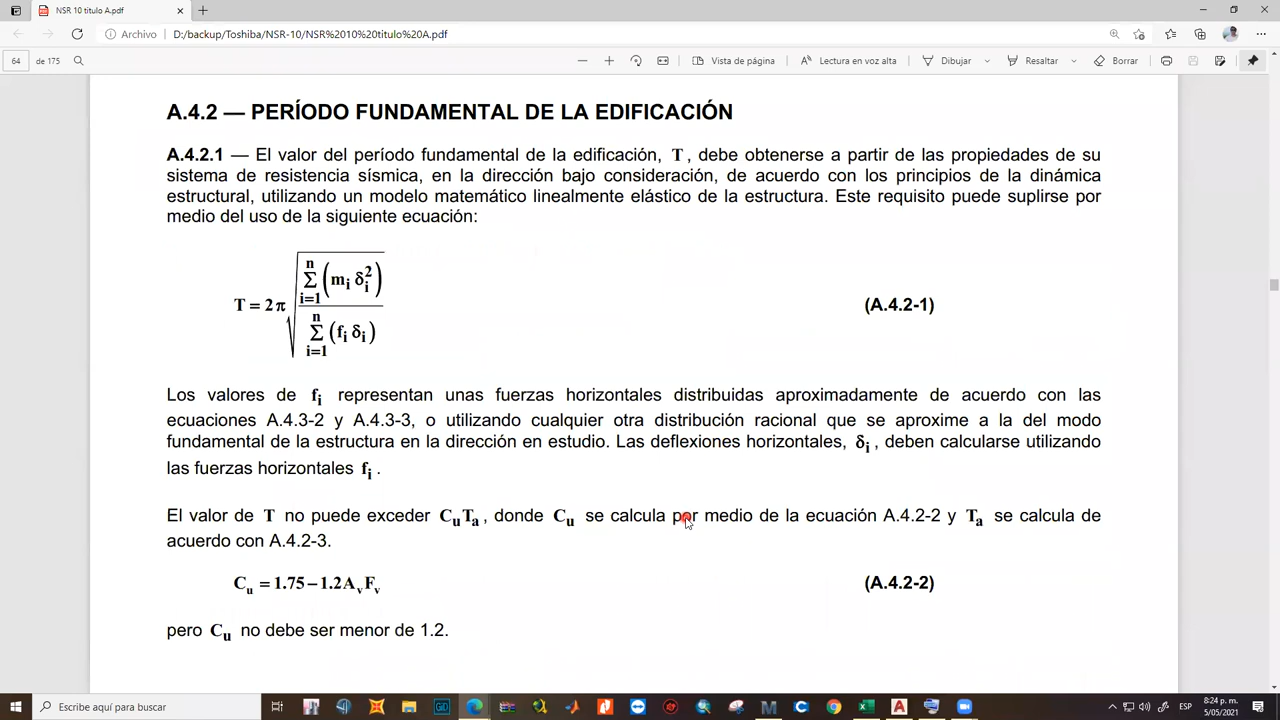 NSR 10 titulo A.pdf
Archivo D:/backup/Toshiba/NSR-10/NSR%2010%20titulo%20A.pdf
64 de 175 Vista de página Lectura en voz alta Dibujar Resaltar Borrar
A.4.2 — PERÍODO FUNDAMENTAL DE LA EDIFICACIÓN
A.4.2.1 — El valor del período fundamental de la edificación, T, debe obtenerse a partir de las propiedades de su
sistema de resistencia sísmica, en la dirección bajo consideración, de acuerdo con los principios de la dinámica
estructural, utilizando un modelo matemático linealmente elástico de la estructura. Este requisito puede suplirse por
medio del uso de la siguiente ecuación:
T = 2π √( Σ_{i=1}^{n} (m_i δ_i^2) / Σ_{i=1}^{n} (f_i δ_i) ) (A.4.2-1)
Los valores de f_i representan unas fuerzas horizontales distribuidas aproximadamente de acuerdo con las
ecuaciones A.4.3-2 y A.4.3-3, o utilizando cualquier otra distribución racional que se aproxime a la del modo
fundamental de la estructura en la dirección en estudio. Las deflexiones horizontales, δ_i, deben calcularse utilizando
las fuerzas horizontales f_i.
El valor de T no puede exceder C_uT_a, donde C_u se calcula por medio de la ecuación A.4.2-2 y T_a se calcula de
acuerdo con A.4.2-3.
C_u = 1.75 − 1.2A_vF_v (A.4.2-2)
pero C_u no debe ser menor de 1.2.
Escribe aquí para buscar
ESP
8:24 p. m.
5/05/2021